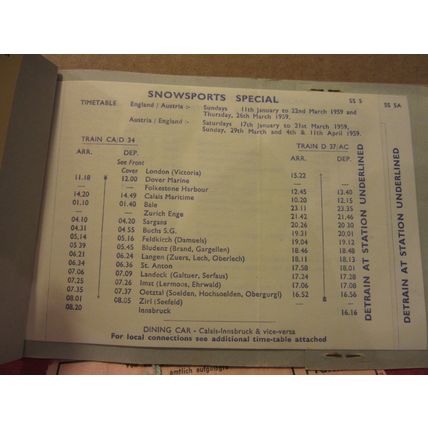 SNOWSPORTS SPECIAL SS 5 SS 5A
TIMETABLE England / Austria :- Sundays 11th January to 22nd March 1959 and
Thursday, 26th March 1959.
Austria / England :- Saturdays 17th January to 21st March 1959,
Sunday, 29th March and 4th & 11th April 1959.
TRAIN CA/D 34 TRAIN D 37/AC
ARR. DEP. ARR. DEP.
See Front
Cover London (Victoria) 15.22
11.18 12.00 Dover Marine —
— — Folkestone Harbour 12.45 13.40
14.20 14.49 Calais Maritime 10.20 12.15
01.10 01.40 Bale 23.11 23.35
— — Zurich Enge 21.42 21.46
04.10 04.20 Sargans 20.26 20.30
04.31 04.55 Buchs S.G. 19.31 20.01
05.14 05.16 Feldkirch (Damuels) 19.04 19.12
05.39 05.45 Bludenz (Brand, Gargellen) 18.46 18.48
06.21 06.24 Langen (Zuers, Lech, Oberlech) 18.11 18.13
06.34 06.36 St. Anton 17.58 18.01
07.06 07.09 Landeck (Galtuer, Serfaus) 17.24
07.25 07.26 Imst (Lermoos, Ehrwald) 17.06 17.08
07.35 07.37 Oetztal (Soelden, Hochsoelden, Obergurgl) 16.52 16.56
08.01 08.05 Zirl (Seefeld) —
08.20 Innsbruck 16.16
DETRAIN AT STATION UNDERLINED
DETRAIN AT STATION UNDERLINED
DINING CAR - Calais-Innsbruck & vice-versa
For local connections see additional time-table attached
amtlich aufgelegte